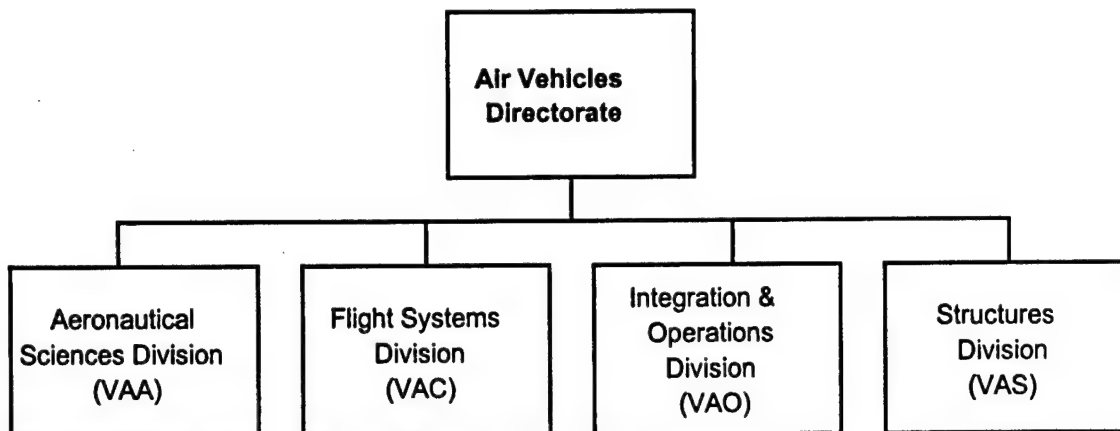 Air Vehicles
Directorate
Aeronautical
Sciences Division
(VAA)
Flight Systems
Division
(VAC)
Integration &
Operations
Division
(VAO)
Structures
Division
(VAS)